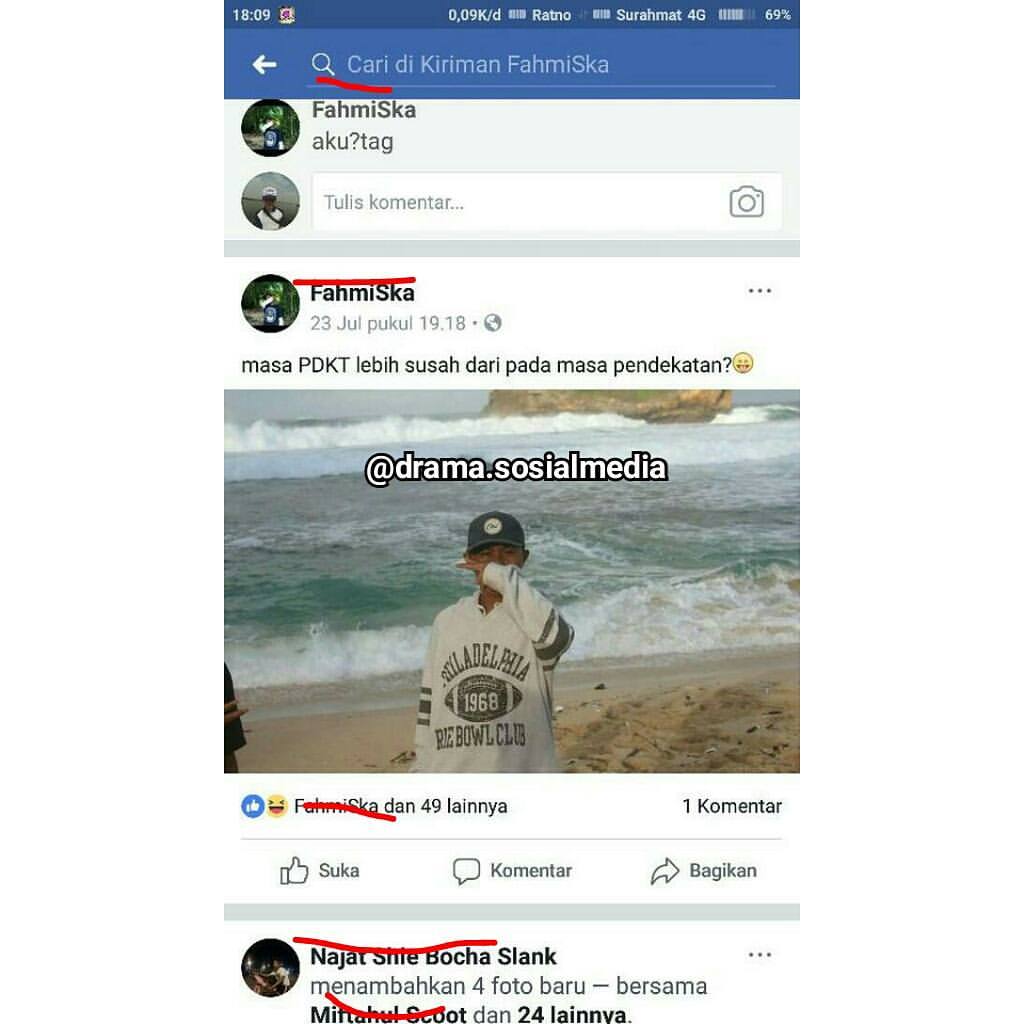 18:09 0,09K/d Ratno Surahmat 4G 69%
Cari di Kiriman FahmiSka
FahmiSka
aku?tag
Tulis komentar...
FahmiSka
23 Jul pukul 19.18
masa PDKT lebih susah dari pada masa pendekatan?😜
@drama.sosialmedia
PHILADELPHIA
1968
RIE BOWL CLUB
FahmiSka dan 49 lainnya 1 Komentar
Suka Komentar Bagikan
Najat Shie Bocha Slank
menambahkan 4 foto baru — bersama
Miftahul Scoot dan 24 lainnya.